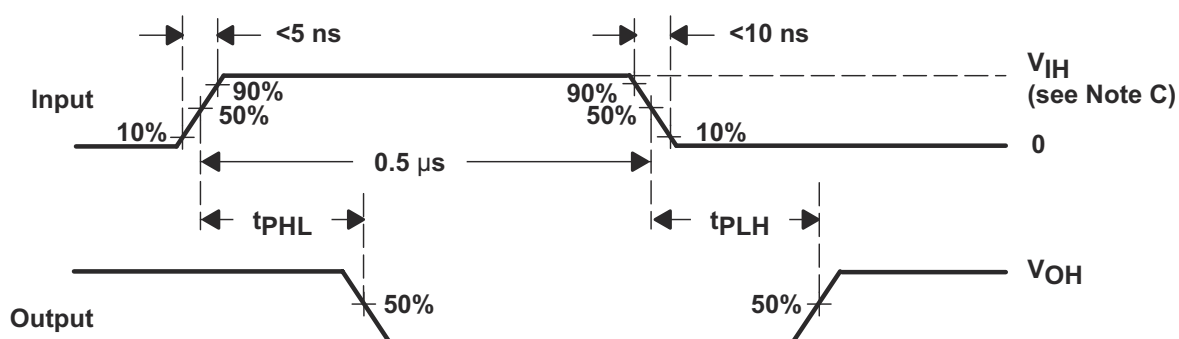 <5 ns
<10 ns
Input
90%
50%
10%
90%
50%
10%
VIH
(see Note C)
0
0.5 µs
tPHL
tPLH
Output
50%
50%
VOH